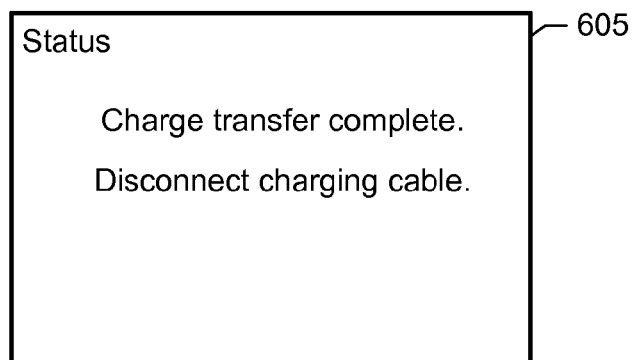 605
Status
Charge transfer complete.
Disconnect charging cable.